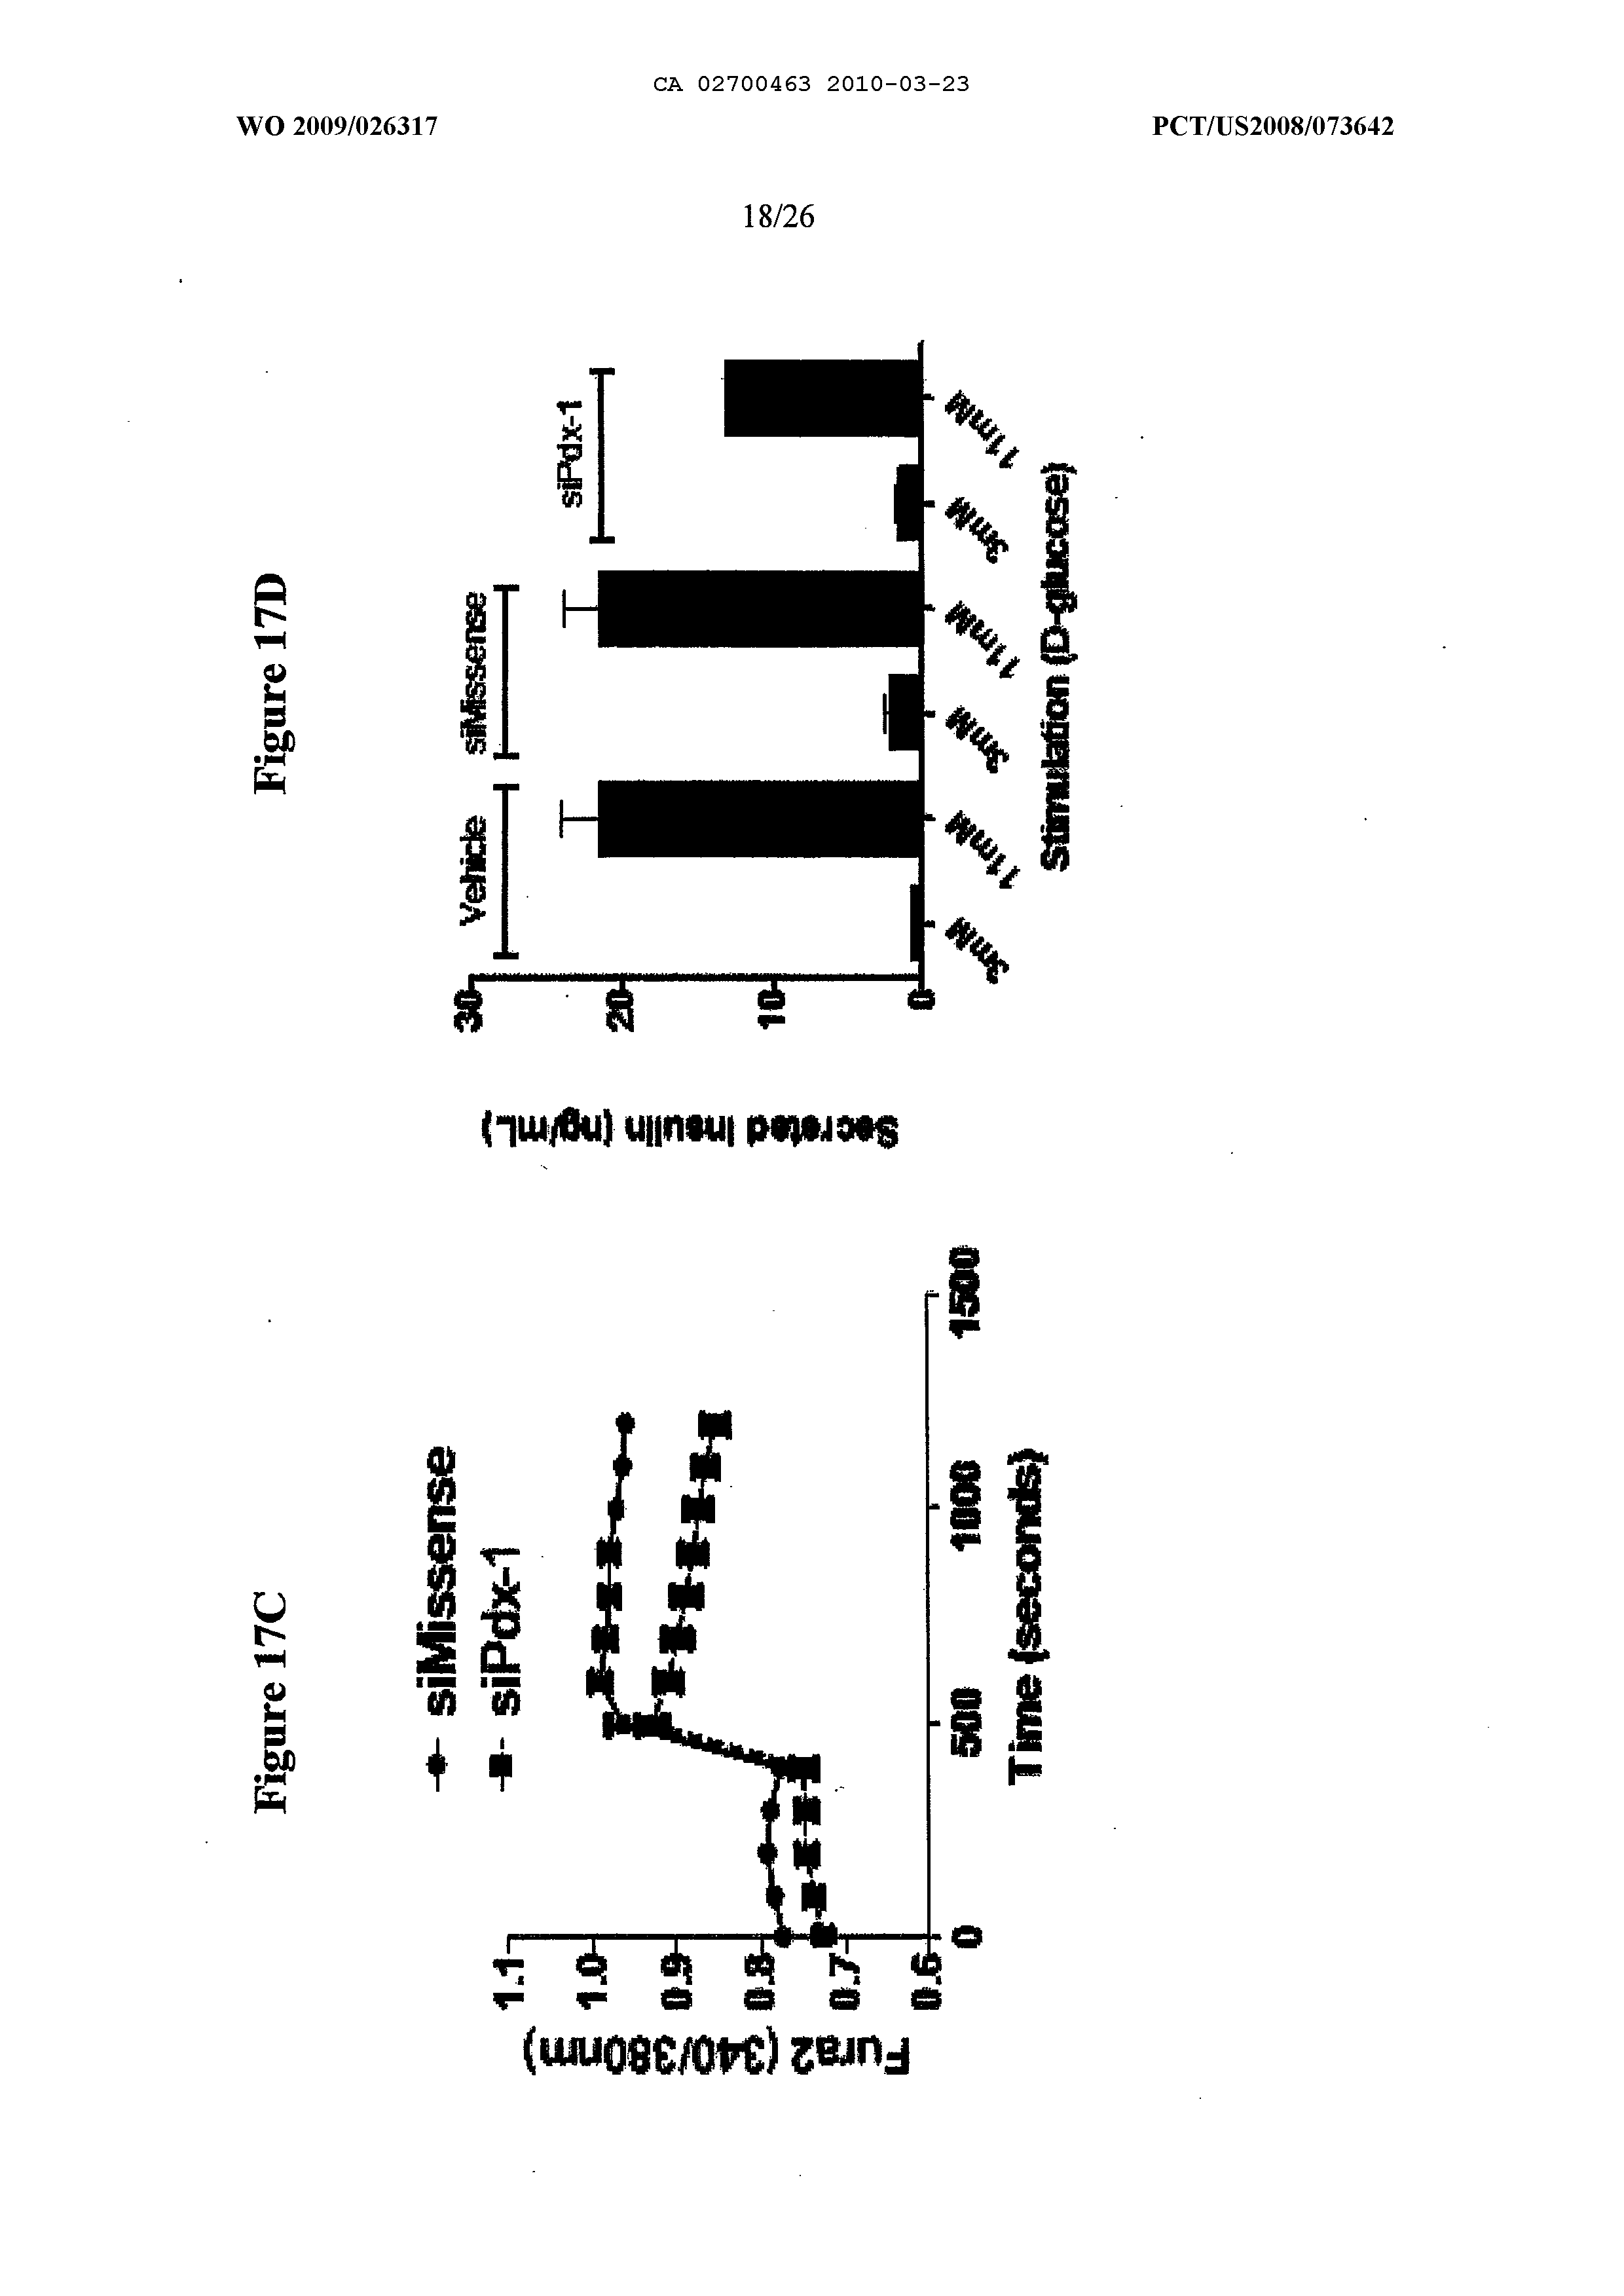 CA 02700463 2010-03-23
WO 2009/026317
PCT/US2008/073642
18/26
Figure 17C
siMissense
siPdx-1
Fura2 (340/380nm)
1.1
1.0
0.9
0.8
0.7
0.6
0
500
1000
1500
Time (seconds)
Figure 17D
Vehicle
siMissense
siPdx-1
Secreted Insulin (ng/mL)
30
20
10
0
3mM
11mM
3mM
11mM
3mM
11mM
Stimulation (D-glucose)